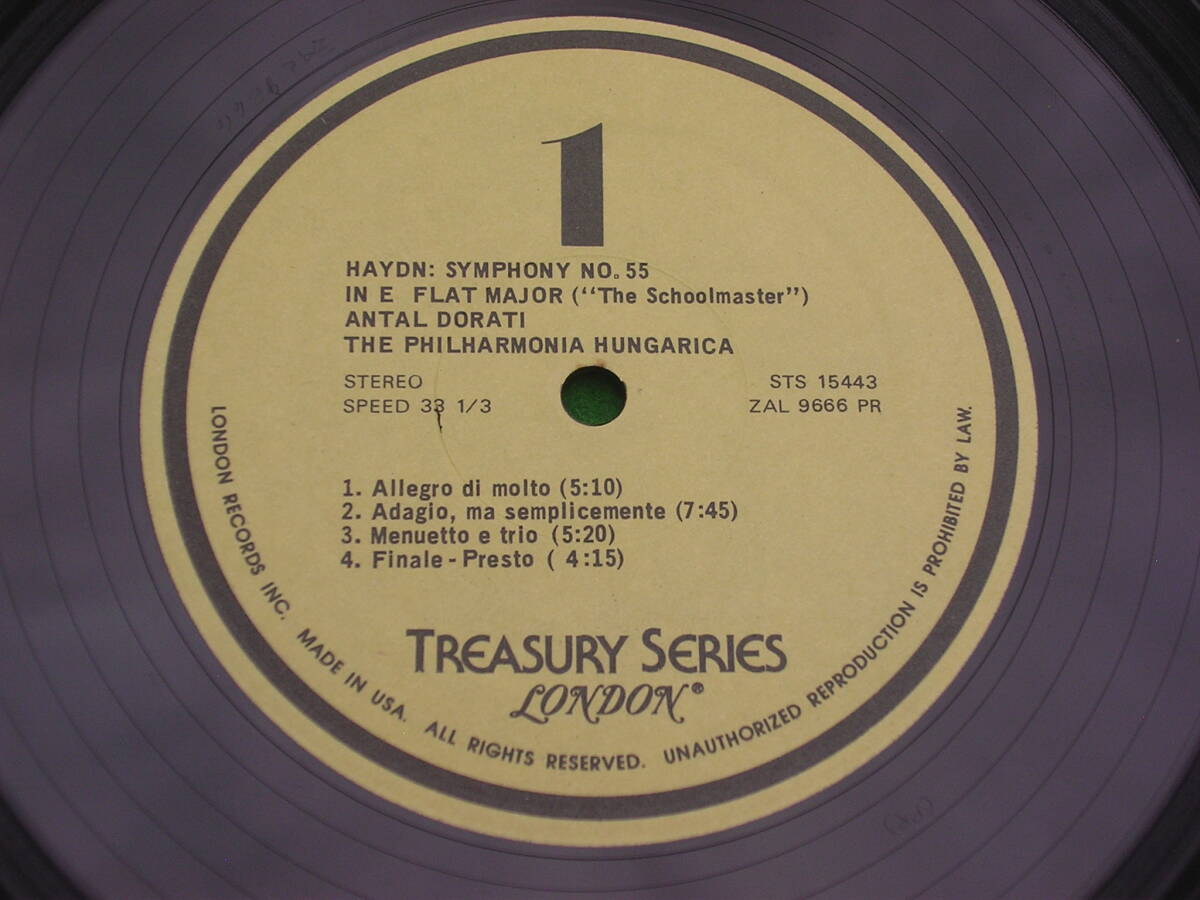 1
HAYDN: SYMPHONY NO. 55
IN E FLAT MAJOR ("The Schoolmaster")
ANTAL DORATI
THE PHILHARMONIA HUNGARICA
STEREO
SPEED 33 1/3
STS 15443
ZAL 9666 PR
1. Allegro di molto (5:10)
2. Adagio, ma semplicemente (7:45)
3. Menuetto e trio (5:20)
4. Finale - Presto ( 4:15)
TREASURY SERIES
LONDON®
LONDON RECORDS INC. MADE IN USA. ALL RIGHTS RESERVED. UNAUTHORIZED REPRODUCTION IS PROHIBITED BY LAW.